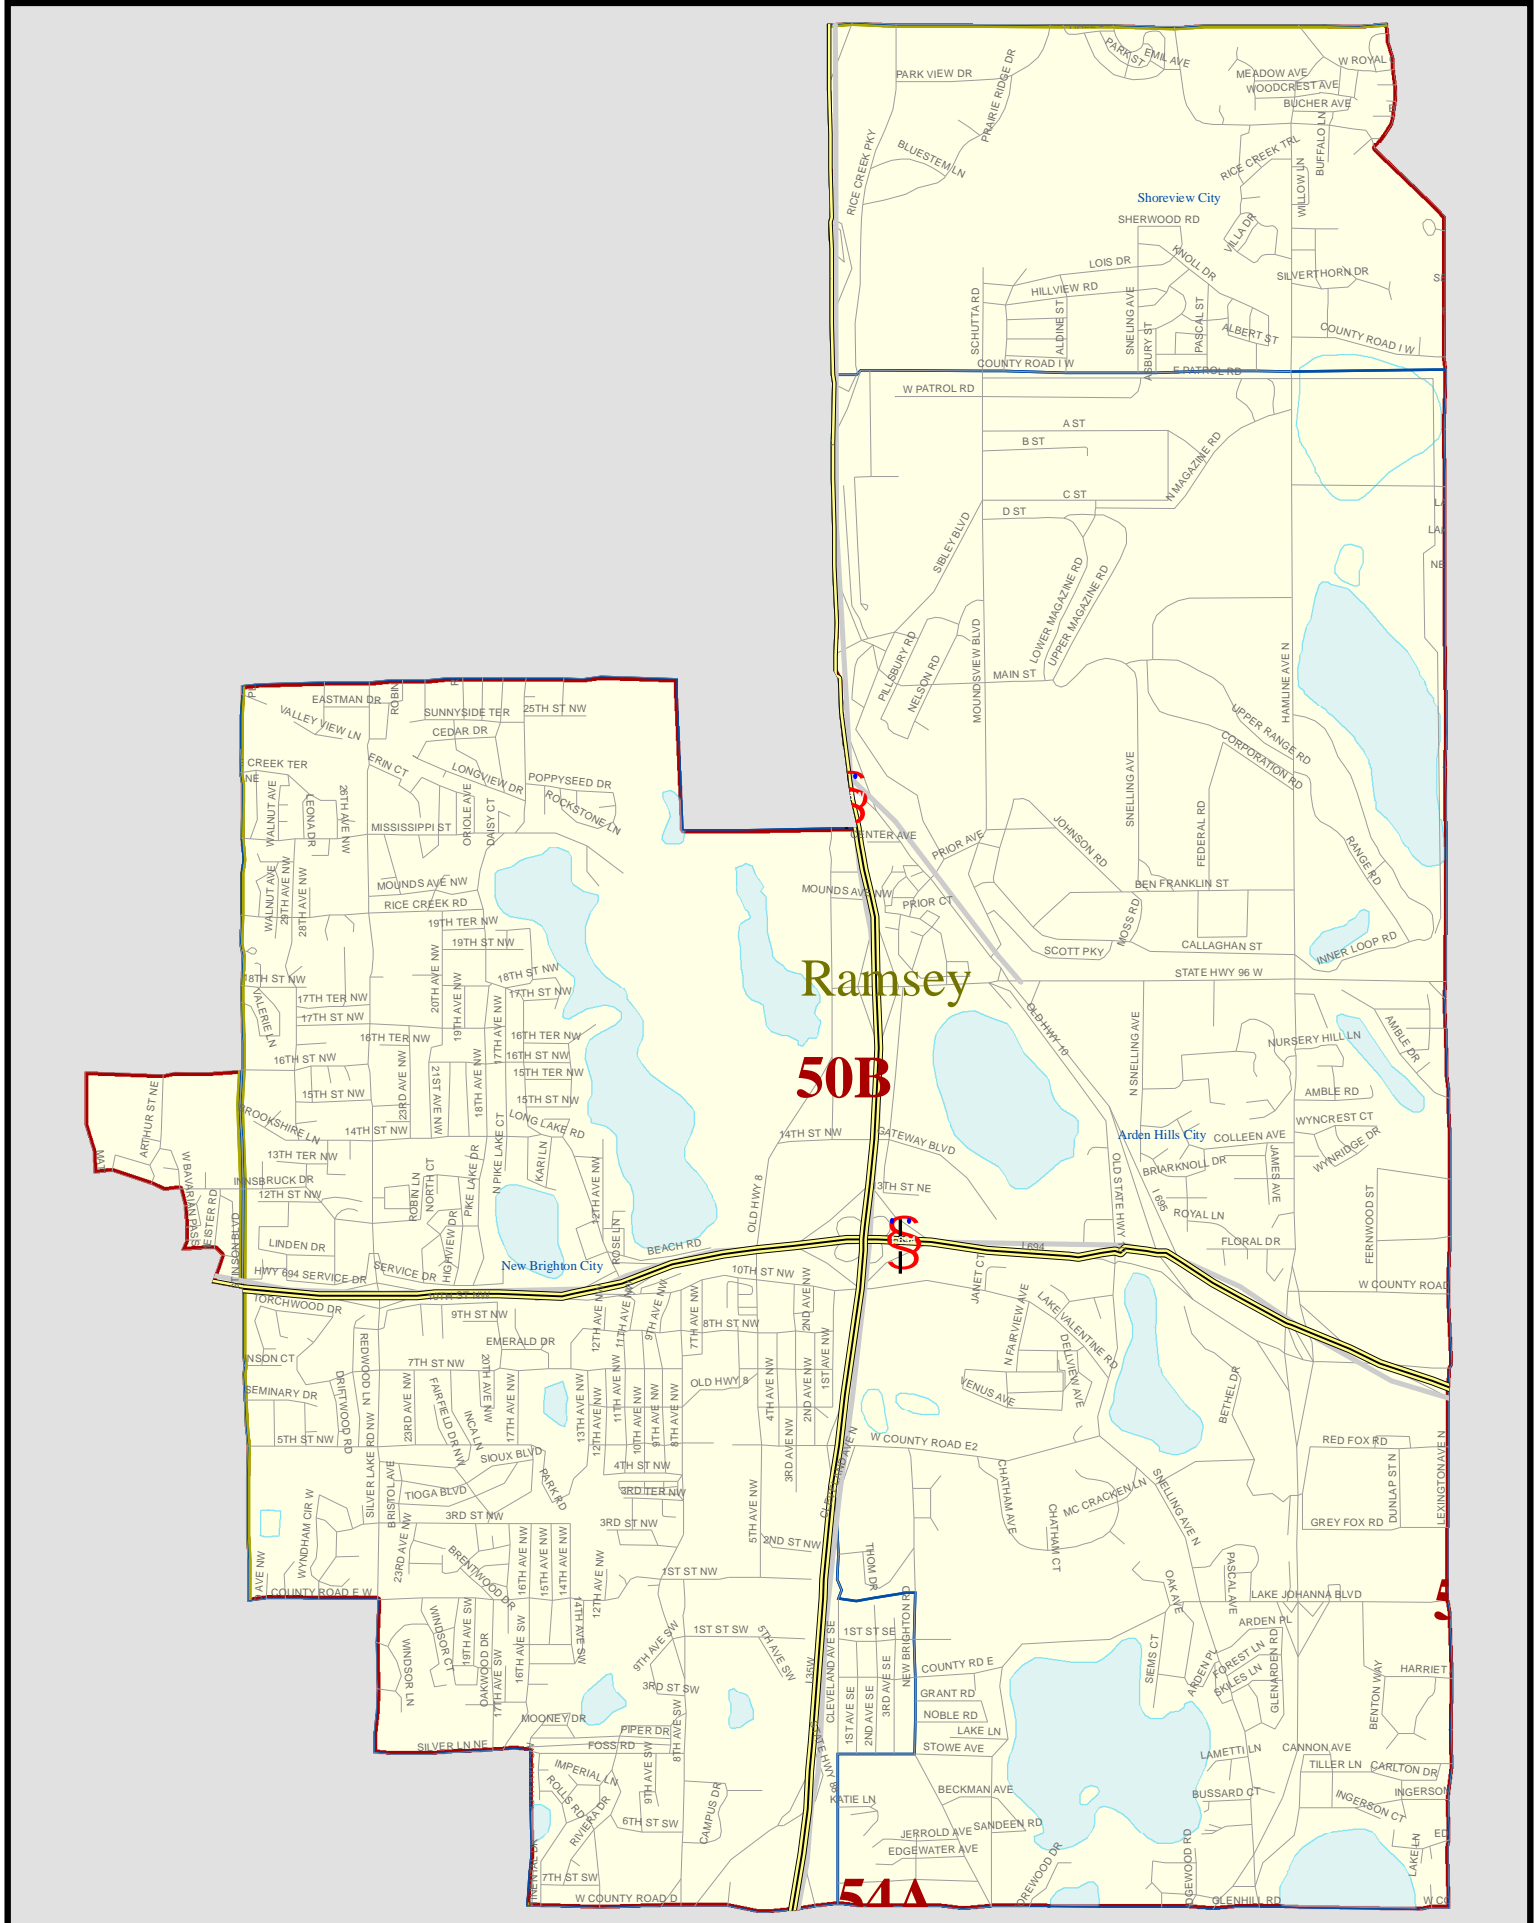 PARK ST
EMIL AVE
W ROYAL
PARK VIEW DR
PRAIRIE RIDGE DR
MEADOW AVE
WOODCREST AVE
BUCHER AVE
RICE CREEK PKY
BLUESTEM LN
RICE CREEK TRL
BUFFALO LN
WILLOW LN
Shoreview City
SHERWOOD RD
VILLA DR
KNOLL DR
LOIS DR
HILLVIEW RD
SILVERTHORN DR
SCHUTTA RD
ALDINE ST
SNELING AVE
ASBURY ST
PASCAL ST
ALBERT ST
COUNTY ROAD I W
COUNTY ROAD I W
E PATROL RD
W PATROL RD
A ST
B ST
N MAGAZINE RD
C ST
D ST
SIBLEY BLVD
LOWER MAGAZINE RD
UPPER MAGAZINE RD
PILLSBURY RD
NELSON RD
MOUNDSVIEW BLVD
MAIN ST
HAMLINE AVE N
UPPER RANGE RD
CORPORATION RD
EASTMAN DR
ROBIN
VALLEY VIEW LN
SUNNYSIDE TER
25TH ST NW
CEDAR DR
CREEK TER
ERIN CT
LONGVIEW DR
POPPYSEED DR
ROCKSTONE LN
WALNUT AVE
LEONA DR
26TH AVE NW
MISSISSIPPI ST
ORIOLE AVE
DAISY CT
SNELLING AVE
FEDERAL RD
JOHNSON RD
RANGE RD
CENTER AVE
PRIOR AVE
BEN FRANKLIN ST
WALNUT AVE
29TH AVE NW
28TH AVE NW
MOUNDS AVE NW
RICE CREEK RD
MOUNDS AVE NW
PRIOR CT
19TH TER NW
19TH ST NW
MOSS RD
SCOTT PKY
CALLAGHAN ST
INNER LOOP RD
18TH ST NW
18TH ST NW
17TH ST NW
Ramsey
STATE HWY 96 W
VALERIE LN
17TH TER NW
17TH ST NW
20TH AVE NW
19TH AVE NW
17TH AVE NW
OLD HWY 10
N SNELLING AVE
NURSERY HILL LN
AMBLE DR
16TH TER NW
16TH TER NW
16TH ST NW
16TH ST NW
15TH TER NW
50B
15TH ST NW
23RD AVE NW
21ST AVE NW
18TH AVE NW
15TH ST NW
AMBLE RD
ARTHUR ST NE
BROOKSHIRE LN
14TH ST NW
LONG LAKE RD
14TH ST NW
GATEWAY BLVD
Arden Hills City
COLLEEN AVE
WYNCREST CT
WYNRIDGE DR
13TH TER NW
N PIKE LAKE CT
KARI LN
BRIARKNOLL DR
JAMES AVE
W BAVARIAN PASS
INNSBRUCK DR
12TH ST NW
ROBIN LN
NORTH CT
PIKE LAKE DR
12TH AVE NW
OLD HWY 8
13TH ST NE
I 695
ROYAL LN
FERNWOOD ST
LINDEN DR
HIGHVIEW DR
ROSE LN
BEACH RD
I 694
OLD STATE HWY
FLORAL DR
HWY 694 SERVICE DR
SERVICE DR
New Brighton City
10TH ST NW
W COUNTY ROAD
10TH ST NW
TORCHWOOD DR
9TH ST NW
12TH AVE NW
11TH AVE NW
9TH AVE NW
7TH AVE NW
2ND AVE NW
JANET CT
N FAIRVIEW AVE
LAKE VALENTINE RD
EMERALD DR
8TH ST NW
REDWOOD LN
7TH ST NW
20TH AVE NW
1ST AVE NW
DELLVIEW AVE
SEMINARY DR
DRIFTWOOD RD
23RD AVE NW
FAIRFIELD DR NW
INCA LN
17TH AVE NW
13TH AVE NW
12TH AVE NW
11TH AVE NW
10TH AVE NW
9TH AVE NW
8TH AVE NW
OLD HWY 8
4TH AVE NW
2ND AVE NW
VENUS AVE
BETHEL DR
5TH ST NW
SIOUX BLVD
3RD AVE NW
W COUNTY ROAD E2
RED FOX RD
SILVER LAKE RD NW
BRISTOL AVE
TIOGA BLVD
PARK RD
4TH ST NW
3RD TER NW
CLEVELAND AVE N
CHATHAM AVE
MC CRACKEN LN
SNELLING AVE N
DUNLAP ST N
LEXINGTON AVE N
WYNDHAM CIR W
3RD ST NW
3RD ST NW
5TH AVE NW
2ND ST NW
CHATHAM CT
GREY FOX RD
23RD AVE NW
BRENTWOOD DR
16TH AVE NW
15TH AVE NW
14TH AVE NW
12TH AVE NW
1ST ST NW
THOM DR
OAK AVE
PASCAL AVE
COUNTY ROAD E W
LAKE JOHANNA BLVD
WINDSOR CT
19TH AVE SW
14TH AVE SW
1ST ST SW
5TH AVE SW
1ST ST SE
NEW BRIGHTON RD
ARDEN PL
WINDSOR LN
OAKWOOD DR
17TH AVE SW
16TH AVE SW
9TH AVE SW
3RD ST SW
I 35W
CLEVELAND AVE SE
1ST AVE SE
2ND AVE SE
3RD AVE SE
COUNTY RD E
SIEMS CT
ARDEN PL
FOREST LN
SKILES LN
GLENARDEN RD
BENTON WAY
HARRIET
GRANT RD
NOBLE RD
LAKE LN
MOONEY DR
PIPER DR
8TH AVE SW
SILVER LN NE
FOSS RD
STOWE AVE
LAMETTI LN
CANNON AVE
TILLER LN
CARLTON DR
IMPERIAL LN
ROLLS RD
RIVIERA DR
9TH AVE SW
CAMPUS DR
6TH ST SW
KATIE LN
BECKMAN AVE
BUSSARD CT
INGERSON CT
INGERSON
JERROLD AVE
SANDEEN RD
EDGEWATER AVE
LAKE LN
7TH ST SW
W COUNTY ROAD D
54A
GLENHILL RD